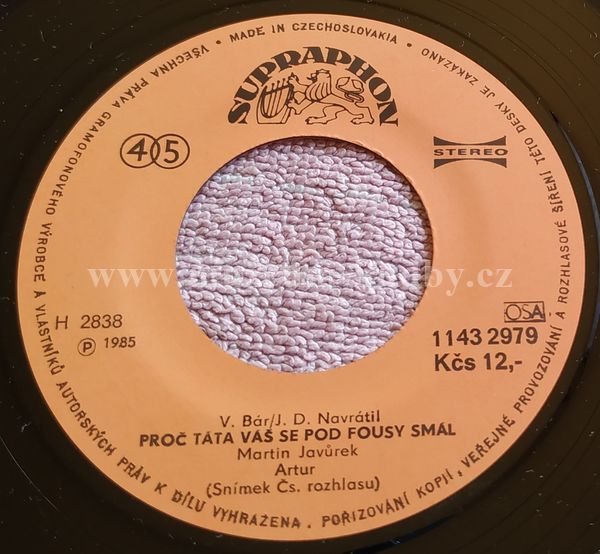 VŠECHNA PRÁVA GRAMOFONOVÉHO VÝROBCE A VLASTNÍKŮ AUTORSKÝCH PRÁV K DÍLU VYHRAŽENA. POŘIZOVÁNÍ KOPIÍ, VEŘEJNÉ PROVOZOVÁNÍ A ROZHLASOVÉ ŠÍŘENÍ TÉTO DESKY JE ZAKÁZÁNO • MADE IN CZECHOSLOVAKIA •
SUPRAPHON
45
STEREO
H 2838
Ⓟ 1985
OSA
1143 2979
Kčs 12,-
V. Bár/J. D. Navrátil
PROČ TÁTA VÁŠ SE POD FOUSY SMÁL
Martin Javůrek
Artur
(Snímek Čs. rozhlasu)